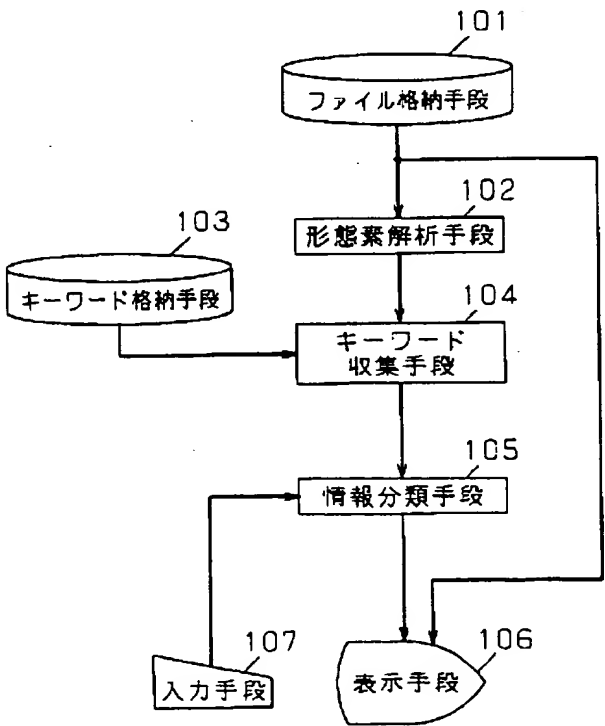 101
ファイル格納手段
102
形態素解析手段
103
キーワード格納手段
104
キーワード
収集手段
105
情報分類手段
107
入力手段
106
表示手段